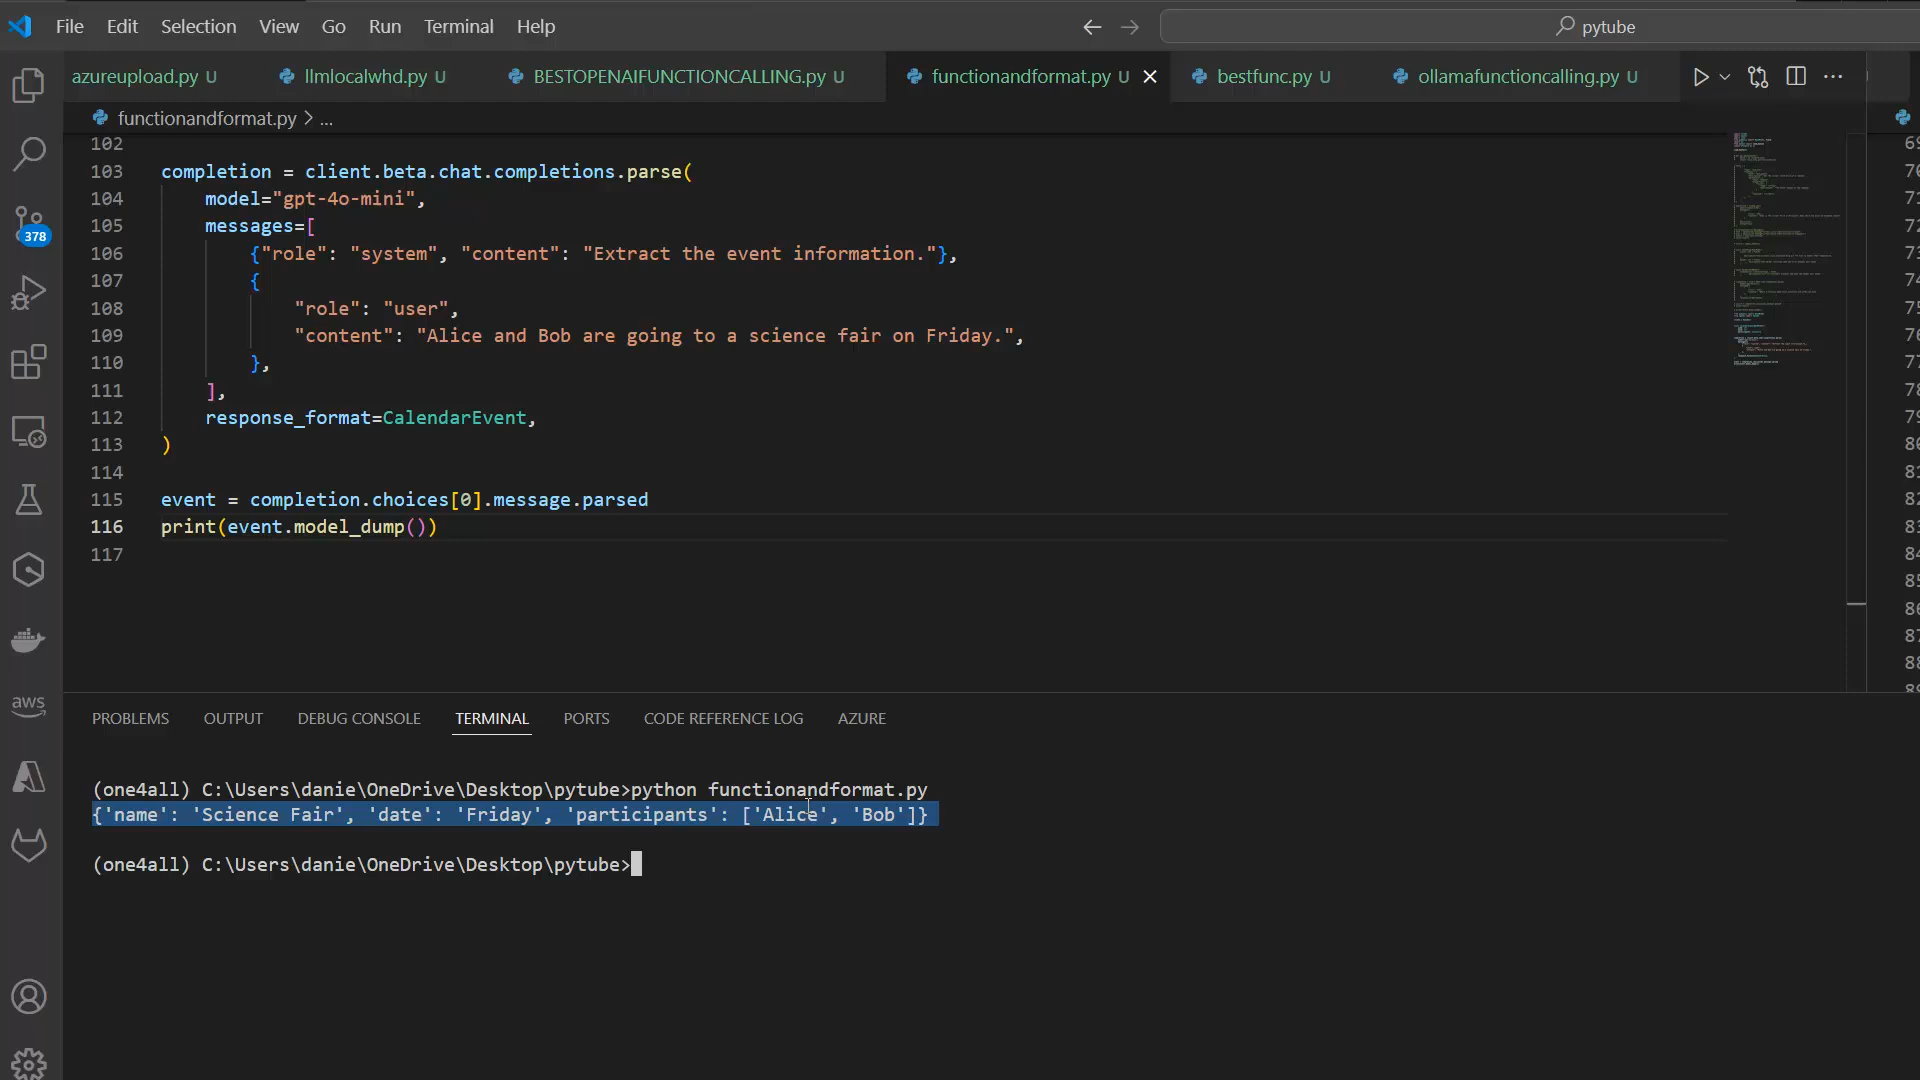 File Edit Selection View Go Run Terminal Help pytube
azureupload.py U llmlocalwhd.py U BESTOPENAIFUNCTIONCALLING.py U functionandformat.py U bestfunc.py U ollamafunctioncalling.py U
functionandformat.py > ...
102
103 completion = client.beta.chat.completions.parse(
104 model="gpt-4o-mini",
105 messages=[
106 {"role": "system", "content": "Extract the event information."},
107 {
108 "role": "user",
109 "content": "Alice and Bob are going to a science fair on Friday.",
110 },
111 ],
112 response_format=CalendarEvent,
113 )
114
115 event = completion.choices[0].message.parsed
116 print(event.model_dump())
117
378
aws
PROBLEMS OUTPUT DEBUG CONSOLE TERMINAL PORTS CODE REFERENCE LOG AZURE
(one4all) C:\Users\danie\OneDrive\Desktop\pytube>python functionandformat.py
{'name': 'Science Fair', 'date': 'Friday', 'participants': ['Alice', 'Bob']}
(one4all) C:\Users\danie\OneDrive\Desktop\pytube>